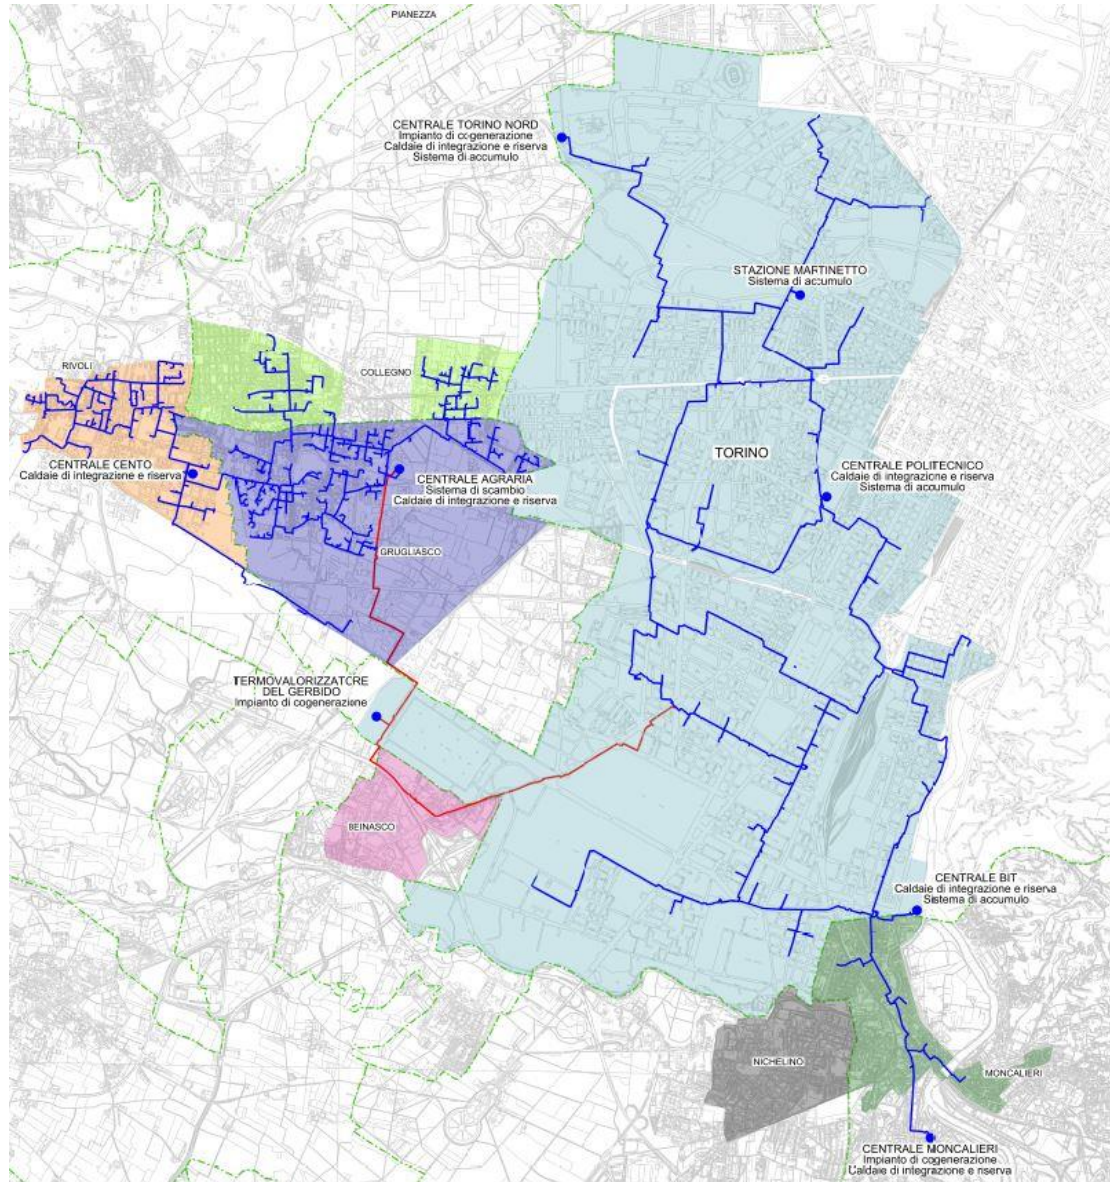 PIANEZZA
CENTRALE TORINO NORD
Impianto di cogenerazione
Caldaie di integrazione e riserva
Sistema di accumulo
STAZIONE MARTINETTO
Sistema di accumulo
RIVOLI
COLLEGNO
CENTRALE CENTO
Caldaie di integrazione e riserva
CENTRALE AGRARIA
Sistema di scambio
Caldaie di integrazione e riserva
TORINO
CENTRALE POLITECNICO
Caldaie di integrazione e riserva
Sistema di accumulo
GRUGLIASCO
TERMOVALORIZZATORE
DEL GERBIDO
Impianto di cogenerazione
BEINASCO
CENTRALE BIT
Caldaie di integrazione e riserva
Sistema di accumulo
NICHELINO
MONCALIERI
CENTRALE MONCALIERI
Impianto di cogenerazione
Caldaie di integrazione e riserva